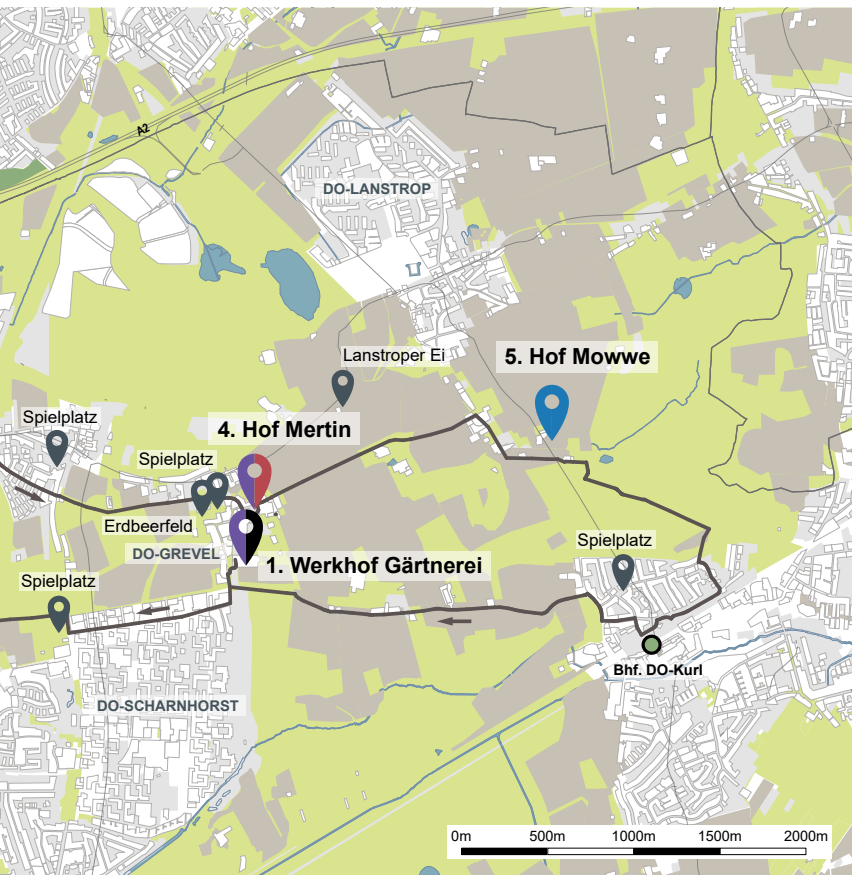 A2
DO-LANSTROP
Lanstroper Ei
5. Hof Mowwe
Spielplatz
4. Hof Mertin
Spielplatz
Erdbeerfeld
DO-GREVEL
1. Werkhof Gärtnerei
Spielplatz
Spielplatz
Bhf. DO-Kurl
DO-SCHARNHORST
0m 500m 1000m 1500m 2000m